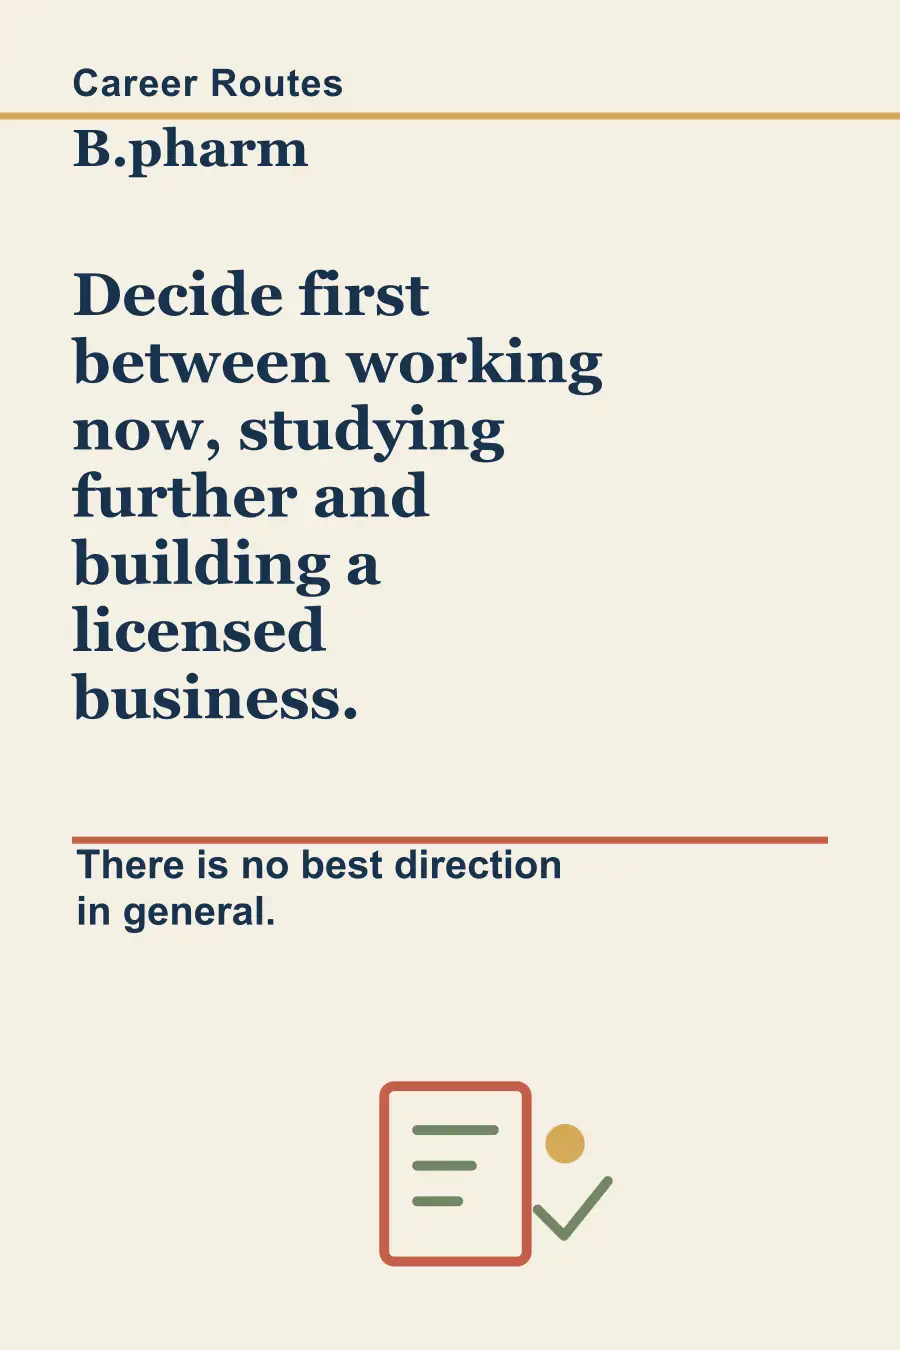 Career Routes
B.pharm
Decide first
between working
now, studying
further and
building a
licensed
business.
There is no best direction
in general.